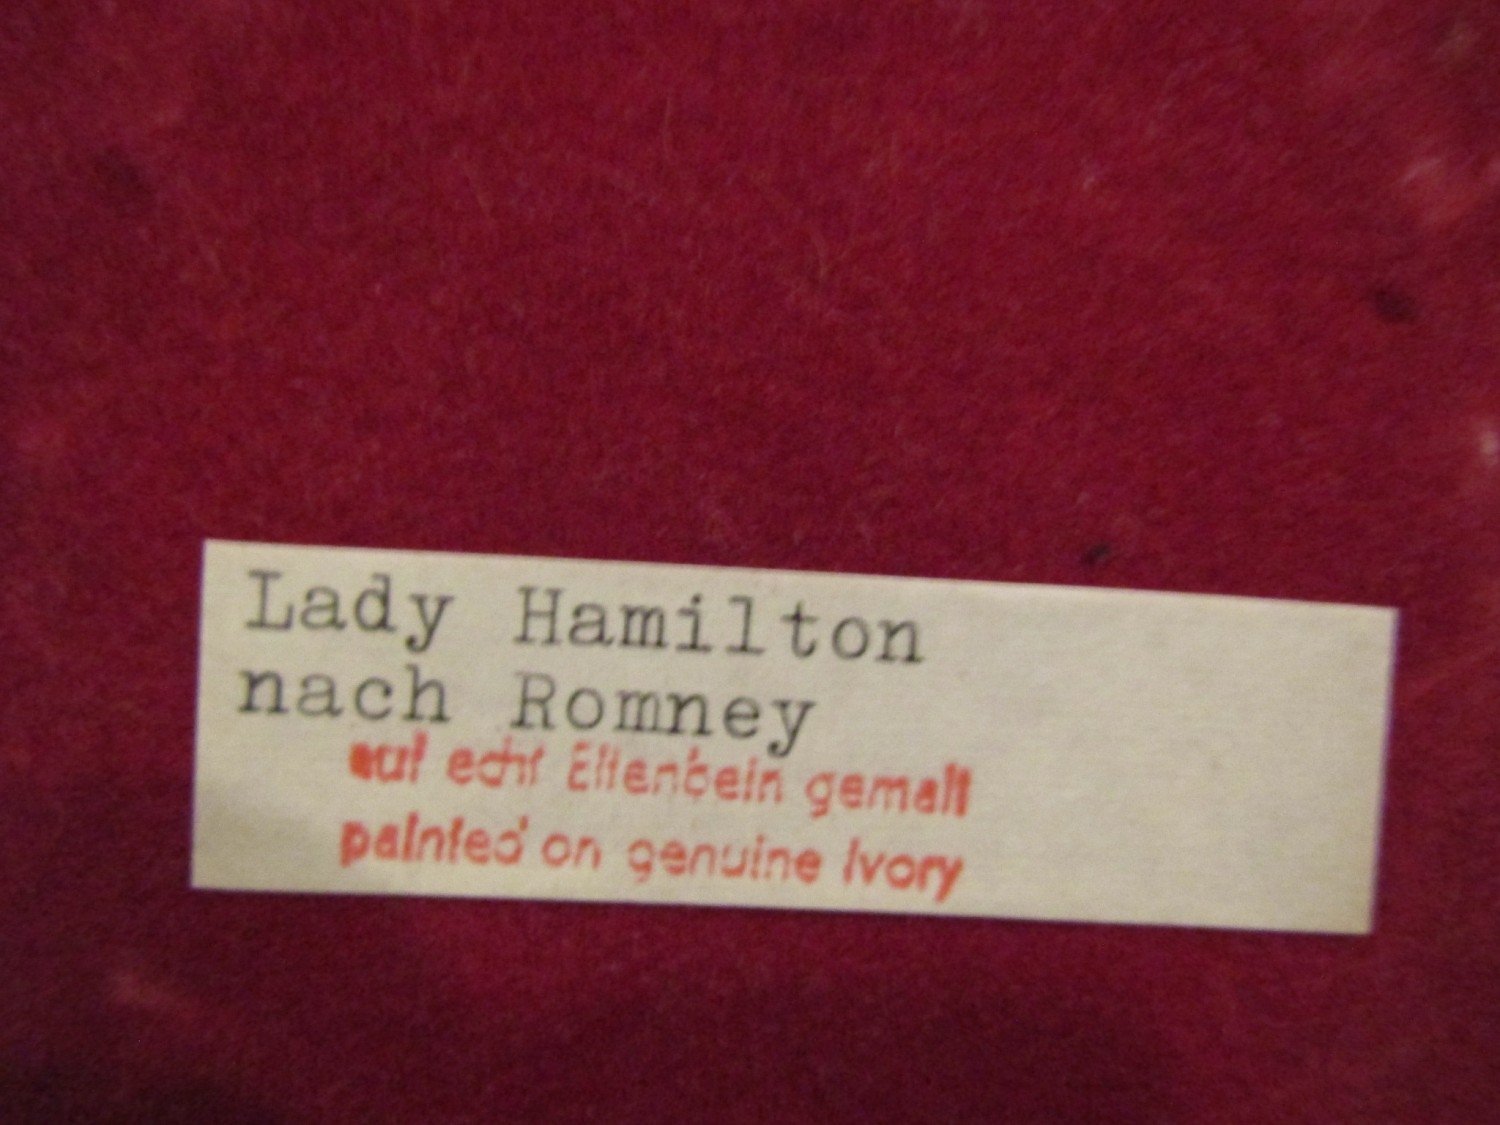 Lady Hamilton
nach Romney
auf echt Elfenbein gemalt
painted on genuine Ivory